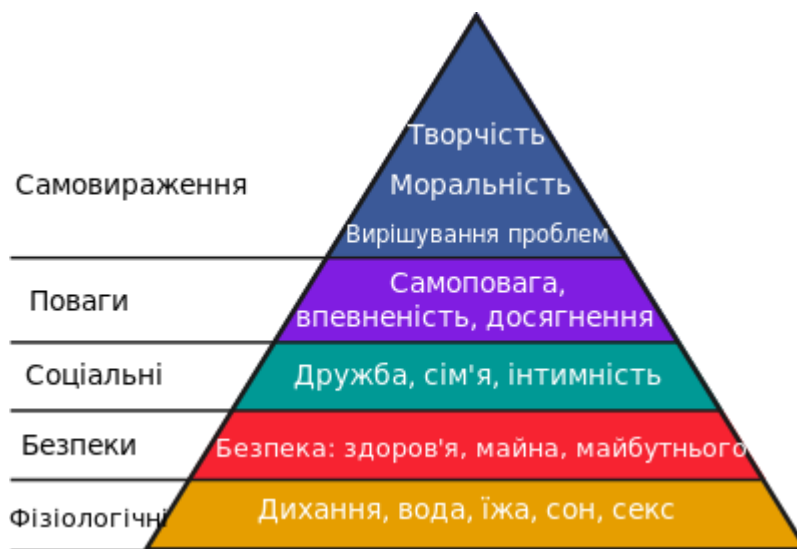 Творчість
Самовираження
Моральність
Вирішування проблем
Поваги
Самоповага,
впевненість, досягнення
Соціальні
Дружба, сім'я, інтимність
Безпеки
Безпека: здоров'я, майна, майбутнього
Фізіологічні
Дихання, вода, їжа, сон, секс